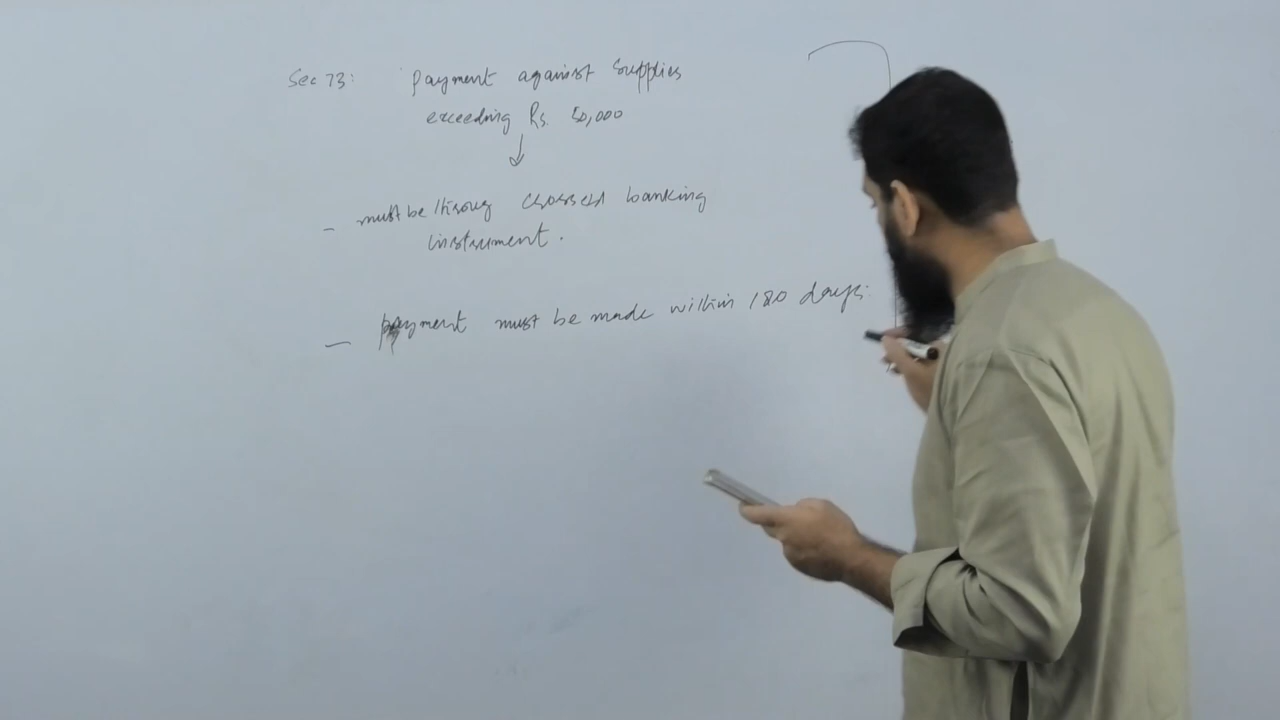 Sec 73: Payment against Supplies
exceeding Rs. 50,000
- must be throug crossed banking
instrument.
- payment must be made within 180 days.